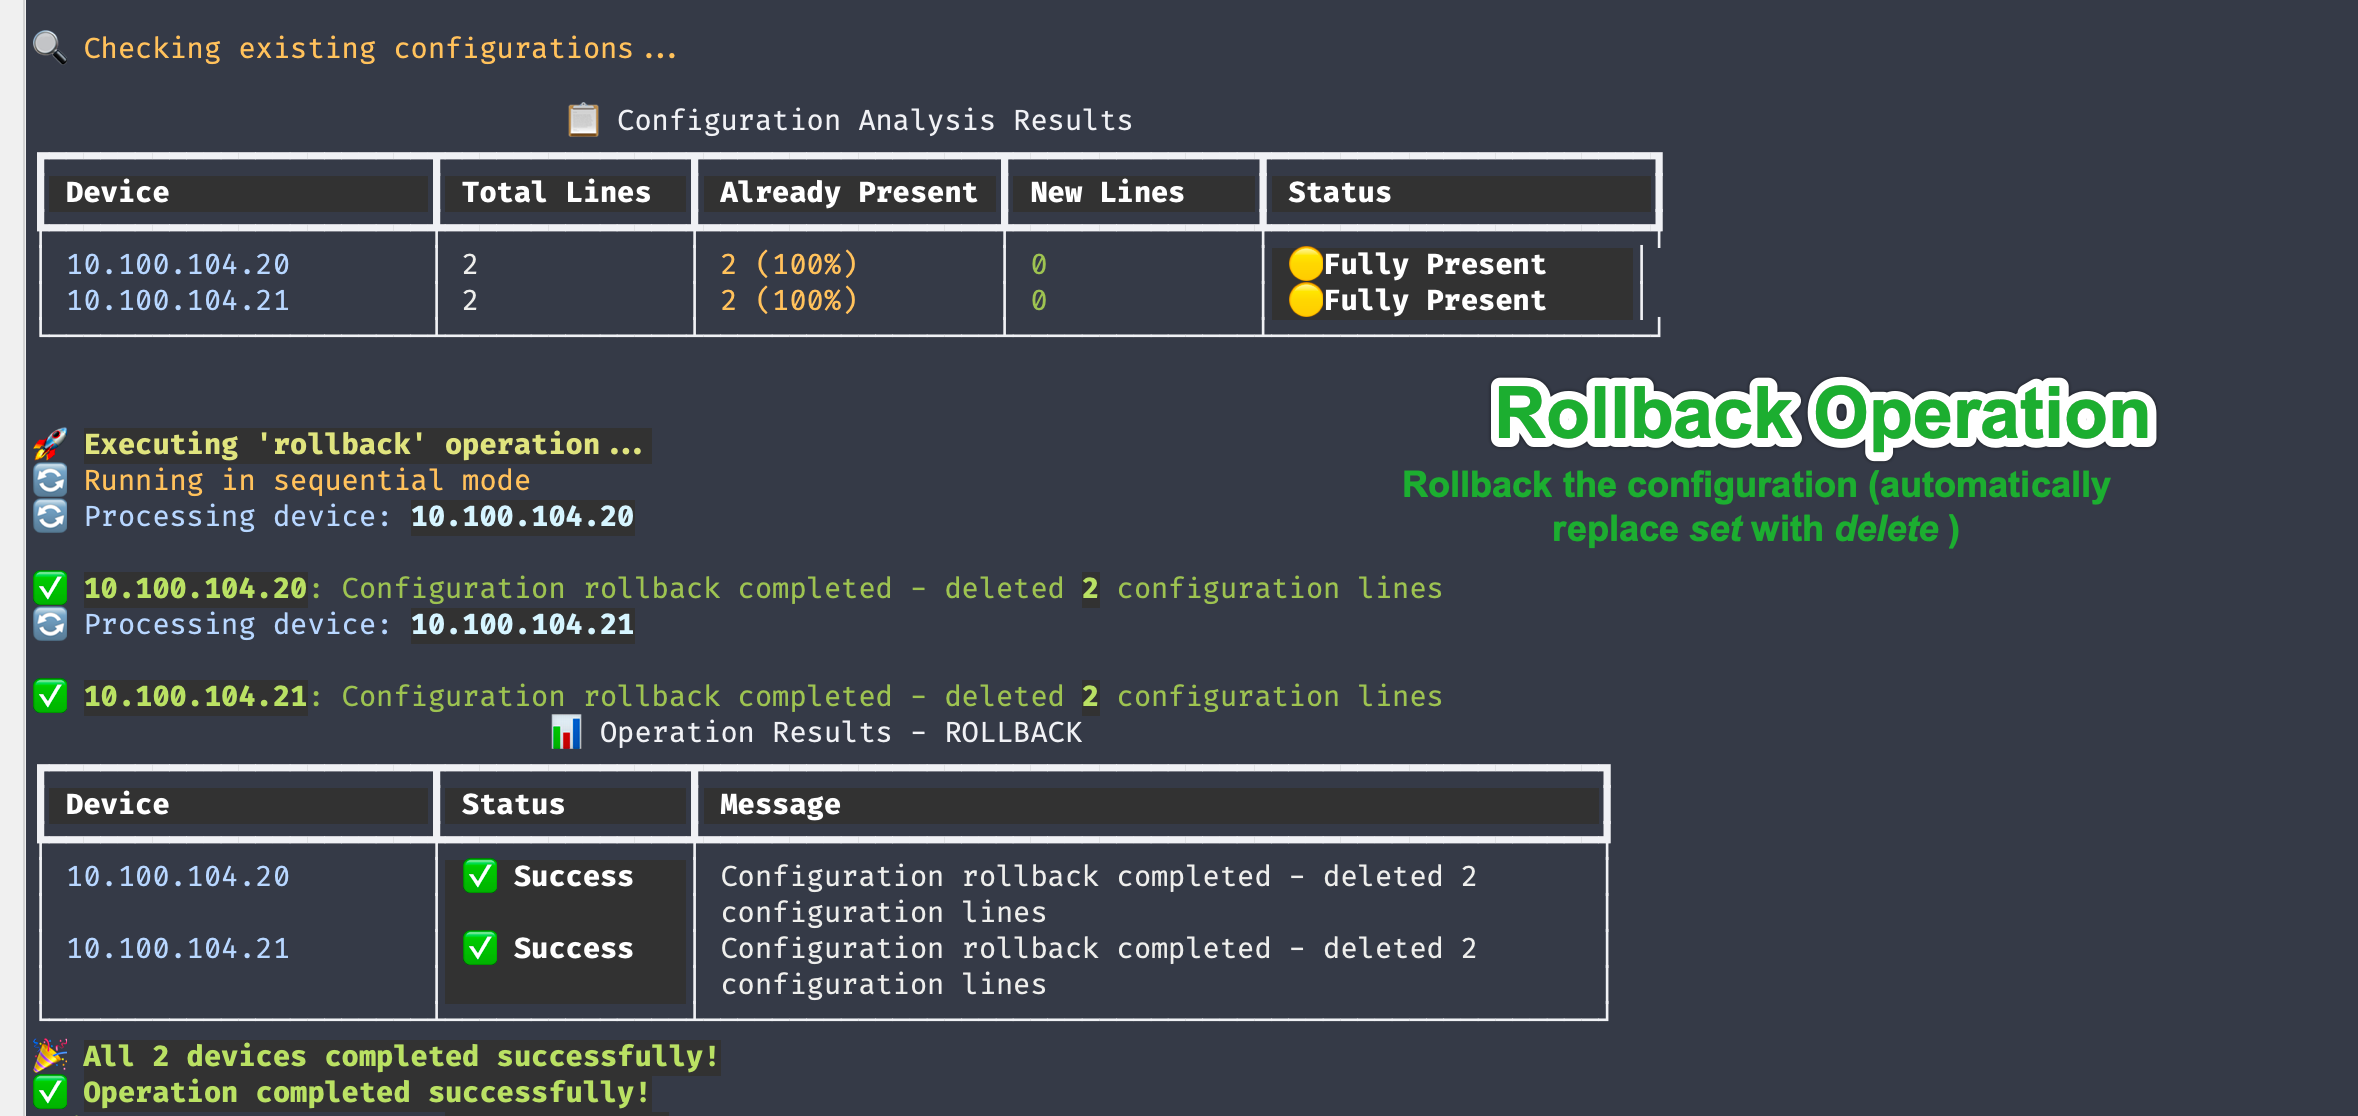 Checking existing configurations...
Configuration Analysis Results
Device Total Lines Already Present New Lines Status
10.100.104.20 2 2 (100%) 0 Fully Present
10.100.104.21 2 2 (100%) 0 Fully Present
Rollback Operation
Rollback the configuration (automatically
replace set with delete )
Executing 'rollback' operation...
Running in sequential mode
Processing device: 10.100.104.20
10.100.104.20: Configuration rollback completed - deleted 2 configuration lines
Processing device: 10.100.104.21
10.100.104.21: Configuration rollback completed - deleted 2 configuration lines
Operation Results - ROLLBACK
Device Status Message
10.100.104.20 Success Configuration rollback completed - deleted 2
configuration lines
10.100.104.21 Success Configuration rollback completed - deleted 2
configuration lines
All 2 devices completed successfully!
Operation completed successfully!